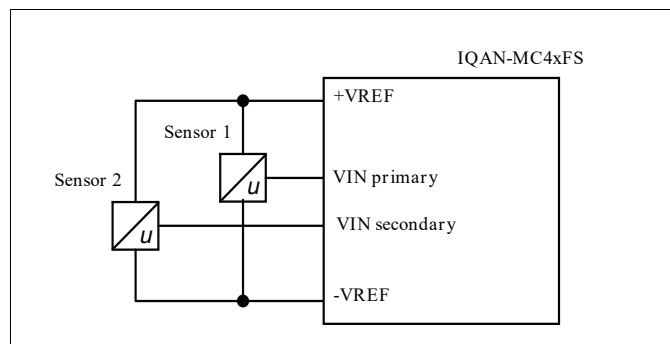 IQAN-MC4xFS
+VREF
Sensor 1
u
VIN primary
Sensor 2
u
VIN secondary
-VREF